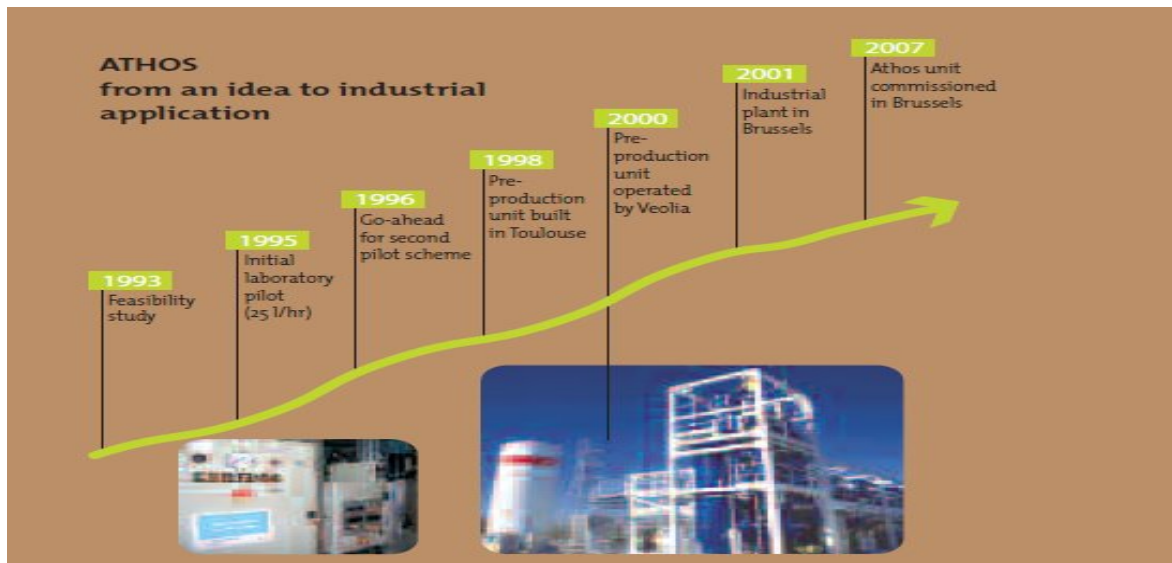 ATHOS
from an idea to industrial
application
1993
Feasibility
study
1995
Initial
laboratory
pilot
(25 l/hr)
1996
Go-ahead
for second
pilot scheme
1998
Pre-
production
unit built
in Toulouse
2000
Pre-
production
unit
operated
by Veolia
2001
Industrial
plant in
Brussels
2007
Athos unit
commissioned
in Brussels